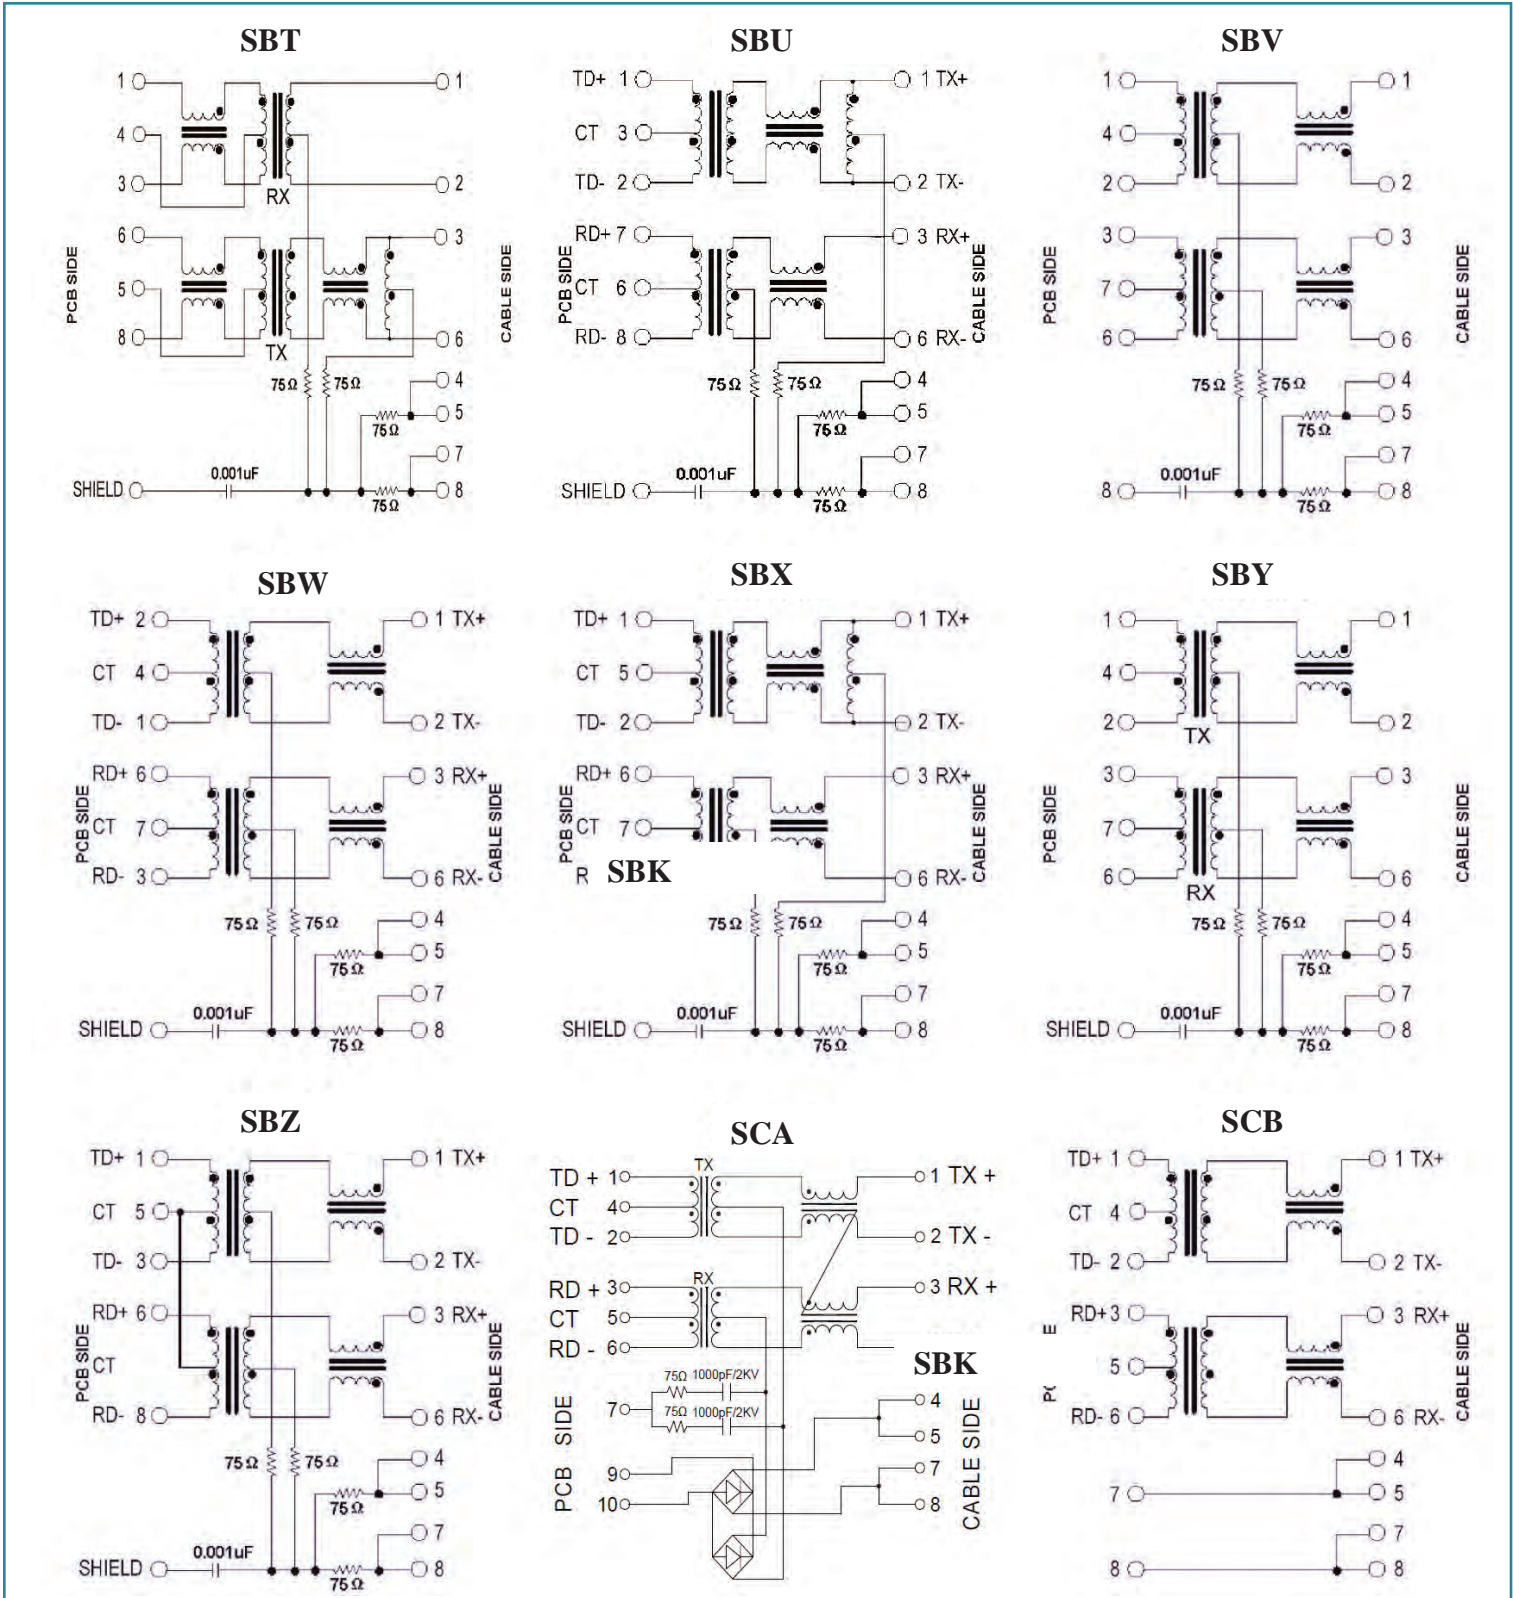 SBT
1 1
4
3 2
RX
6 3
5
8 6
TX
PCB SIDE
CABLE SIDE
75Ω 75Ω
4
5
75Ω
7
0.001uF
SHIELD 8
75Ω
SBU
TD+ 1 1 TX+
CT 3
TD- 2 2 TX-
RD+ 7 3 RX+
CT 6
RD- 8 6 RX-
PCB SIDE
CABLE SIDE
75Ω 75Ω
4
5
75Ω
7
0.001uF
SHIELD 8
75Ω
SBV
1 1
4
2 2
3 3
7
6 6
PCB SIDE
CABLE SIDE
75Ω 75Ω
4
5
75Ω
7
0.001uF
8 8
75Ω
SBW
TD+ 2 1 TX+
CT 4
TD- 1 2 TX-
RD+ 6 3 RX+
CT 7
RD- 3 6 RX-
PCB SIDE
CABLE SIDE
75Ω 75Ω
4
5
75Ω
7
0.001uF
SHIELD 8
75Ω
SBX
TD+ 1 1 TX+
CT 5
TD- 2 2 TX-
RD+ 6 3 RX+
CT 7
R SBK 6 RX-
PCB SIDE
CABLE SIDE
75Ω 75Ω
4
5
75Ω
7
0.001uF
SHIELD 8
75Ω
SBY
1 1
4
2 2
TX
3 3
7
6 6
RX
PCB SIDE
CABLE SIDE
75Ω 75Ω
4
5
75Ω
7
0.001uF
SHIELD 8
75Ω
SBZ
TD+ 1 1 TX+
CT 5
TD- 3 2 TX-
RD+ 6 3 RX+
CT
RD- 8 6 RX-
PCB SIDE
CABLE SIDE
75Ω 75Ω
4
5
75Ω
7
0.001uF
SHIELD 8
75Ω
SCA
TX
TD + 1 1 TX +
CT 4
TD - 2 2 TX -
RX
RD + 3 3 RX +
CT 5
RD - 6
SBK
75Ω 1000pF/2KV
7 75Ω 1000pF/2KV
4
5
9 7
10 8
PCB SIDE
CABLE SIDE
SCB
TD+ 1 1 TX+
CT 4
TD- 2 2 TX-
RD+ 3 3 RX+
5
RD- 6 6 RX-
CABLE SIDE
4
7 5
7
8 8